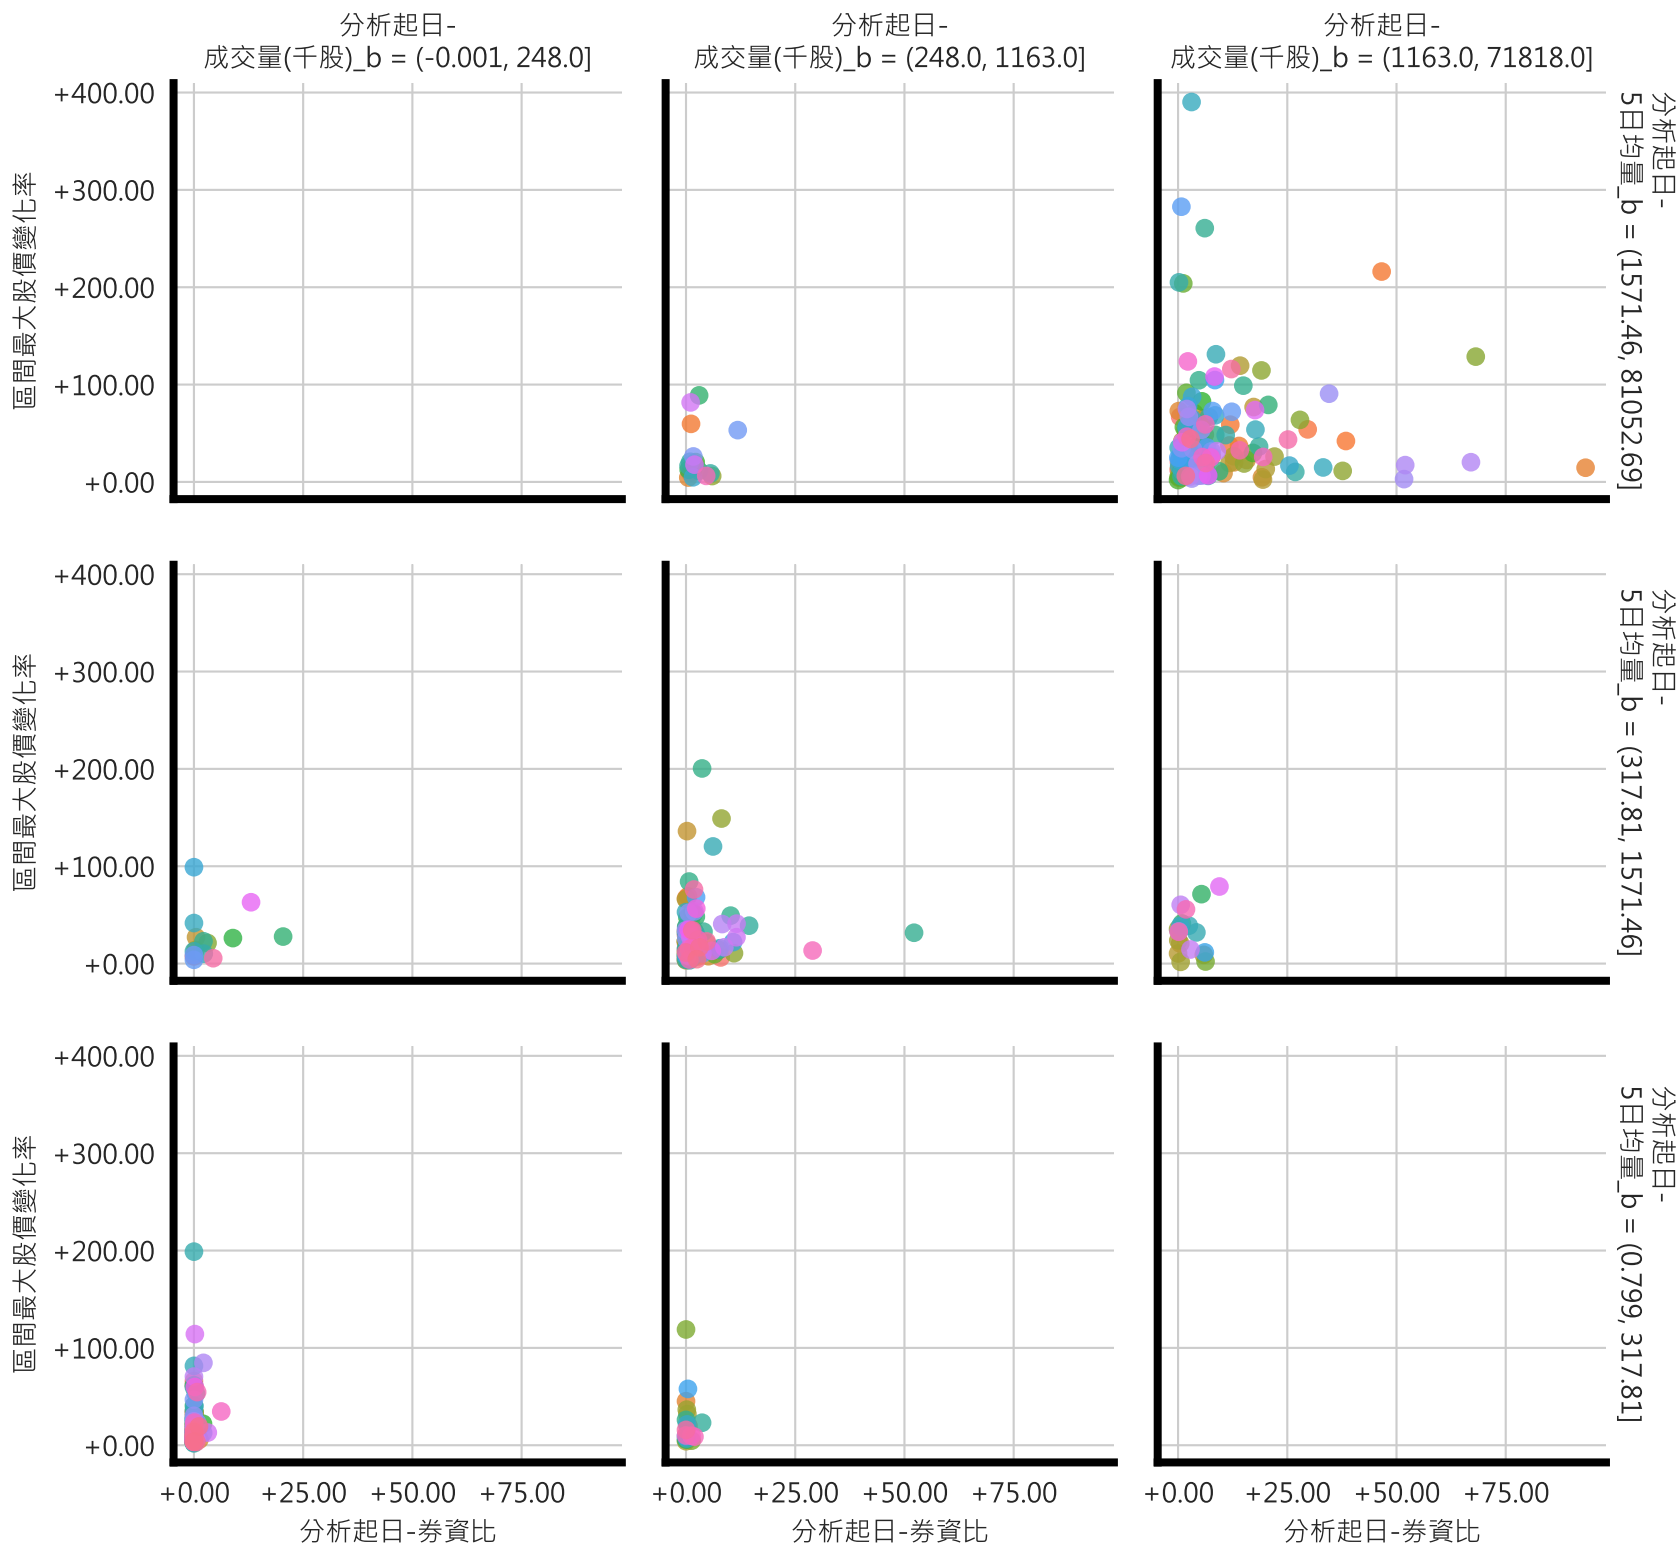 分析起日-
成交量(千股)_b = (-0.001, 248.0]
分析起日-
成交量(千股)_b = (248.0, 1163.0]
分析起日-
成交量(千股)_b = (1163.0, 71818.0]
+400.00
+300.00
+200.00
+100.00
+0.00
區間最大股價變化率
分析起日-
5日均量_b = (1571.46, 81052.69]
+400.00
+300.00
+200.00
+100.00
+0.00
區間最大股價變化率
分析起日-
5日均量_b = (317.81, 1571.46]
+400.00
+300.00
+200.00
+100.00
+0.00
區間最大股價變化率
分析起日-
5日均量_b = (0.799, 317.81]
+0.00 +25.00 +50.00 +75.00
+0.00 +25.00 +50.00 +75.00
+0.00 +25.00 +50.00 +75.00
分析起日-券資比
分析起日-券資比
分析起日-券資比